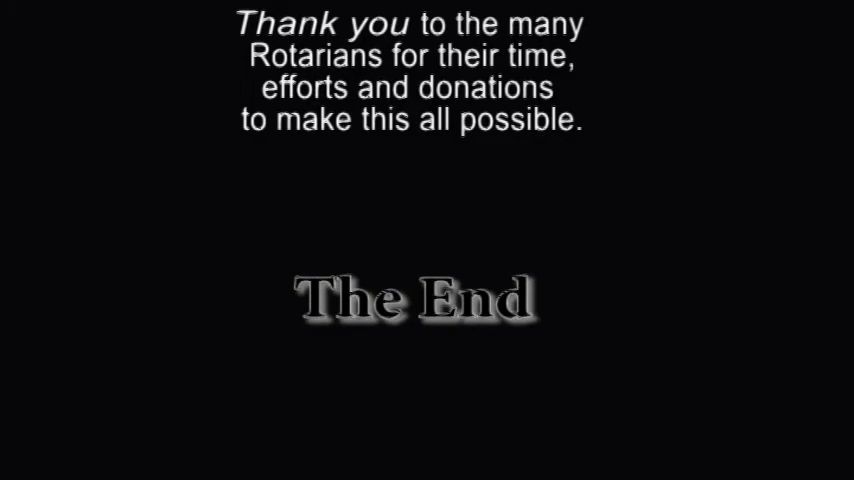 Thank you to the many
Rotarians for their time,
efforts and donations
to make this all possible.
The End